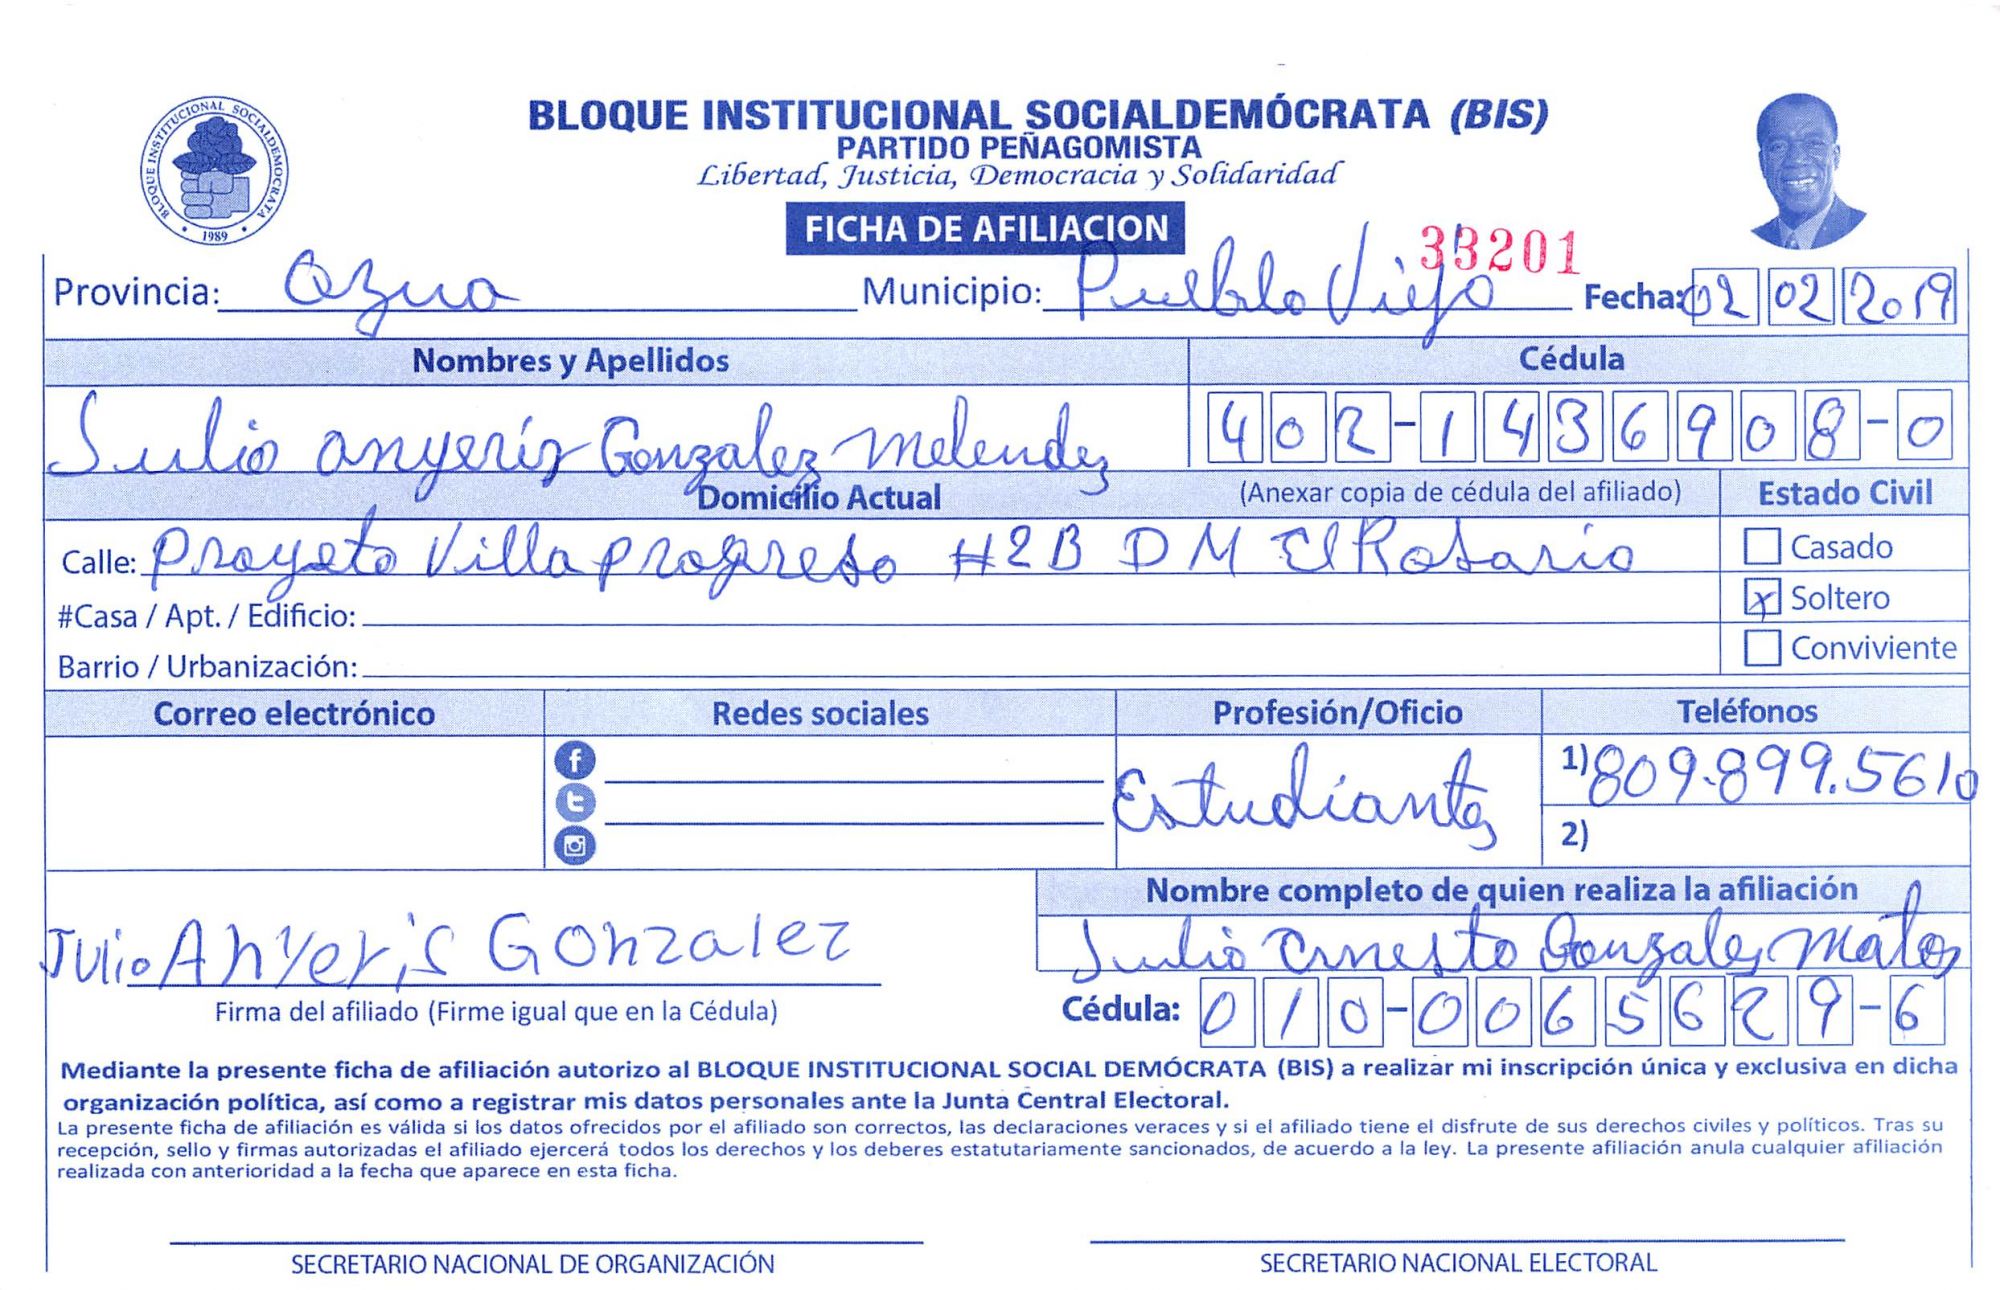 BLOQUE INSTITUCIONAL SOCIALDEMOCRATA
1989
BLOQUE INSTITUCIONAL SOCIALDEMÓCRATA (BIS)
PARTIDO PEÑAGOMISTA
Libertad, Justicia, Democracia y Solidaridad
FICHA DE AFILIACION
33201
Provincia: Azua Municipio: Pueblo Viejo Fecha: 02 02 2019
Nombres y Apellidos Cédula
Julio anyeris Gonzalez Melendez 402-1436908-0
Domicilio Actual (Anexar copia de cédula del afiliado) Estado Civil
Calle: Proyeto Villa progreso #2B DM El Rosario Casado
#Casa / Apt. / Edificio: x Soltero
Barrio / Urbanización: Conviviente
Correo electrónico Redes sociales Profesión/Oficio Teléfonos
Estudiante 1) 809.899.5610
2)
Nombre completo de quien realiza la afiliación
Julio Ernesto Gonzalez Matos
Julio Anyeris Gonzalez
Firma del afiliado (Firme igual que en la Cédula) Cédula: 010-0065629-6
Mediante la presente ficha de afiliación autorizo al BLOQUE INSTITUCIONAL SOCIAL DEMÓCRATA (BIS) a realizar mi inscripción única y exclusiva en dicha
organización política, así como a registrar mis datos personales ante la Junta Central Electoral.
La presente ficha de afiliación es válida si los datos ofrecidos por el afiliado son correctos, las declaraciones veraces y si el afiliado tiene el disfrute de sus derechos civiles y políticos. Tras su
recepción, sello y firmas autorizadas el afiliado ejercerá todos los derechos y los deberes estatutariamente sancionados, de acuerdo a la ley. La presente afiliación anula cualquier afiliación
realizada con anterioridad a la fecha que aparece en esta ficha.
SECRETARIO NACIONAL DE ORGANIZACIÓN SECRETARIO NACIONAL ELECTORAL